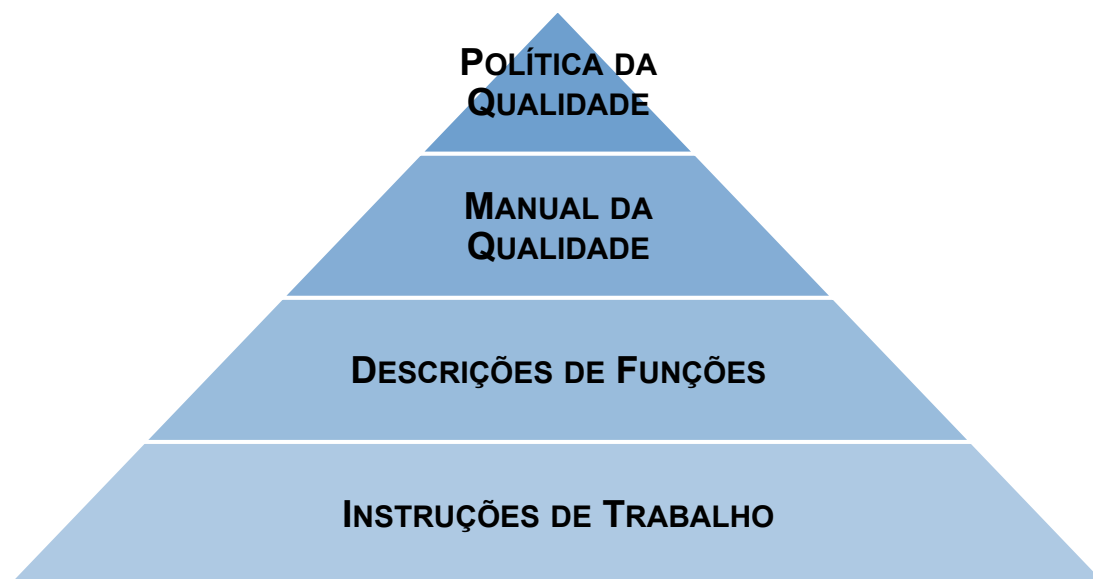 POLÍTICA DA
QUALIDADE
MANUAL DA
QUALIDADE
DESCRIÇÕES DE FUNÇÕES
INSTRUÇÕES DE TRABALHO